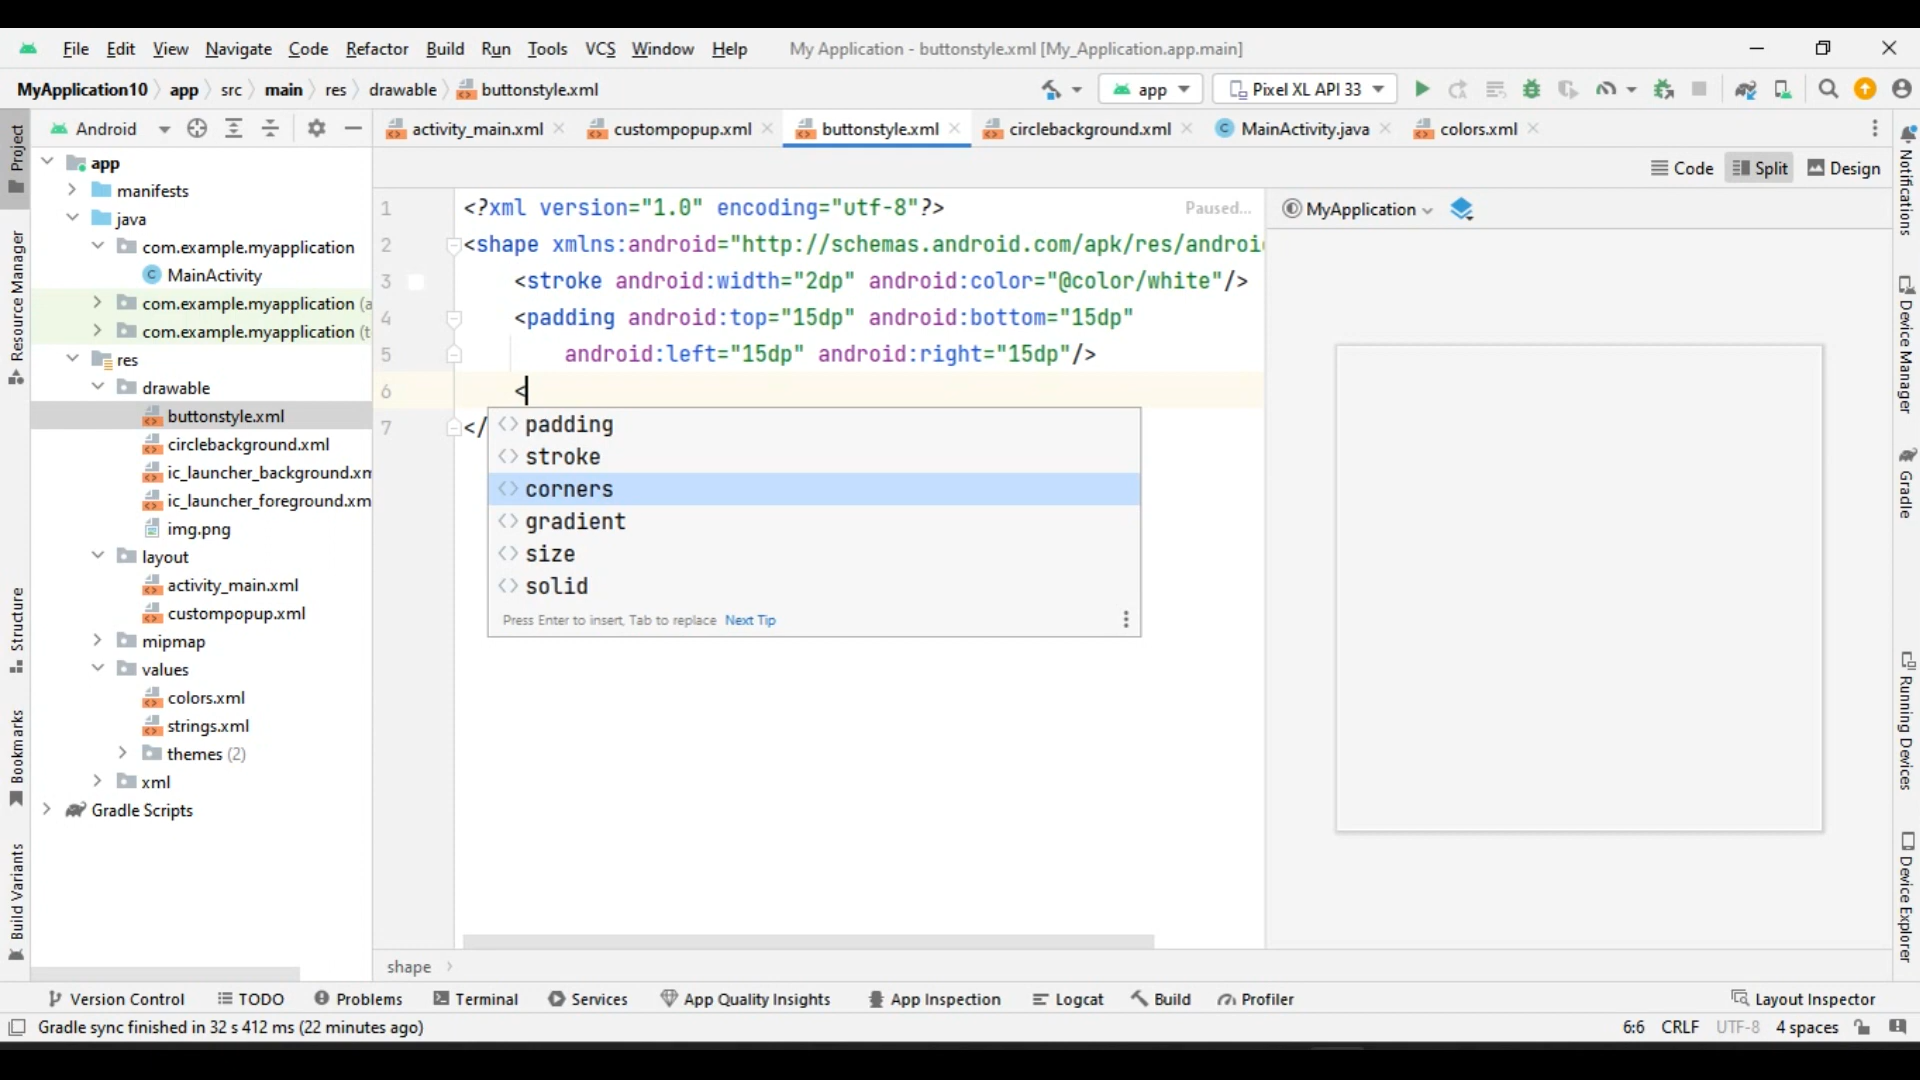 File Edit View Navigate Code Refactor Build Run Tools VCS Window Help My Application - buttonstyle.xml [My_Application.app.main]
MyApplication10 app src main res drawable buttonstyle.xml app Pixel XL API 33
Android activity_main.xml custompopup.xml buttonstyle.xml circlebackground.xml MainActivity.java colors.xml
Code Split Design
Project
Resource Manager
Structure
Bookmarks
Build Variants
app
manifests
java
com.example.myapplication
MainActivity
com.example.myapplication (a
com.example.myapplication (t
res
drawable
buttonstyle.xml
circlebackground.xml
ic_launcher_background.xm
ic_launcher_foreground.xm
img.png
layout
activity_main.xml
custompopup.xml
mipmap
values
colors.xml
strings.xml
themes (2)
xml
Gradle Scripts
1 <?xml version="1.0" encoding="utf-8"?> Paused...
2 <shape xmlns:android="http://schemas.android.com/apk/res/androi
3 <stroke android:width="2dp" android:color="@color/white"/>
4 <padding android:top="15dp" android:bottom="15dp"
5 android:left="15dp" android:right="15dp"/>
6 <
7 </
padding
stroke
corners
gradient
size
solid
Press Enter to insert, Tab to replace Next Tip
MyApplication
Notifications
Device Manager
Gradle
Running Devices
Device Explorer
shape
Version Control TODO Problems Terminal Services App Quality Insights App Inspection Logcat Build Profiler Layout Inspector
Gradle sync finished in 32 s 412 ms (22 minutes ago) 6:6 CRLF UTF-8 4 spaces